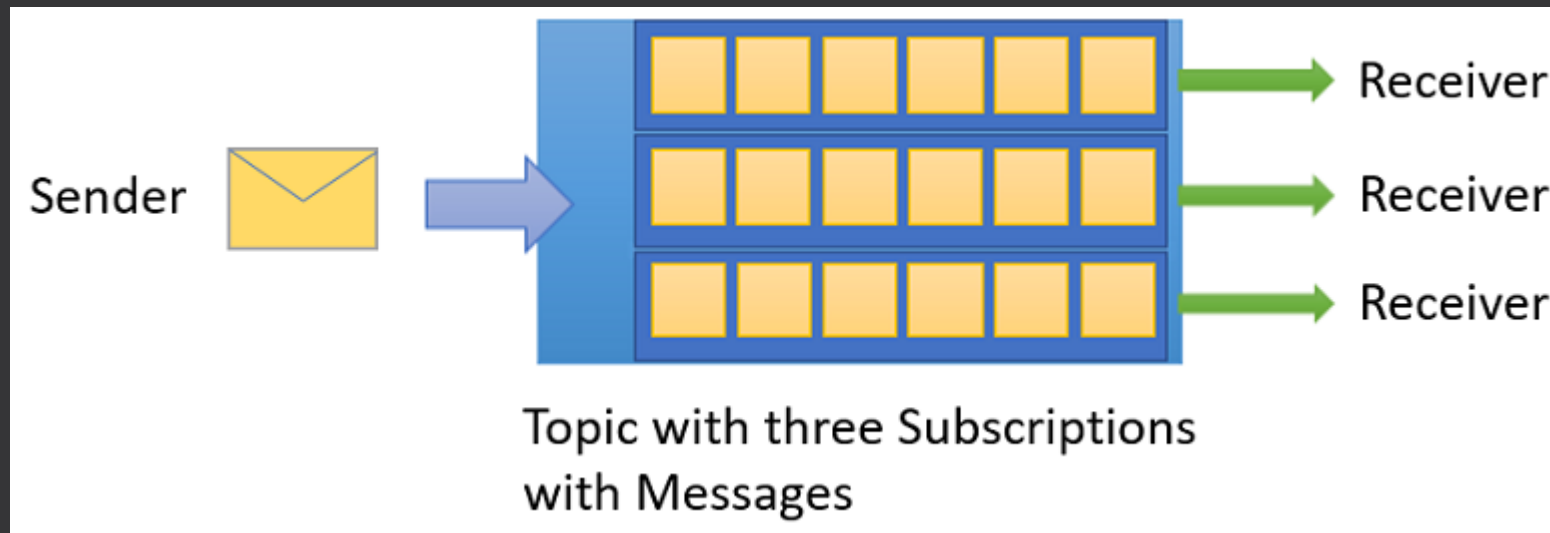 Sender
Receiver
Receiver
Receiver
Topic with three Subscriptions
with Messages